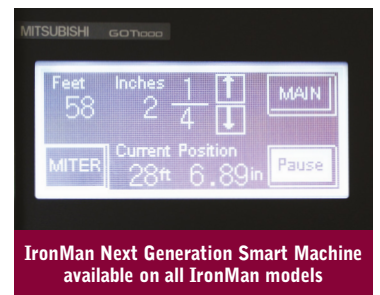 MITSUBISHI GOT1000
Feet Inches 1 ↑ MAIN
58 2 4 ↓
MITER Current Position Pause
28ft 6.89in
IronMan Next Generation Smart Machine
available on all IronMan models